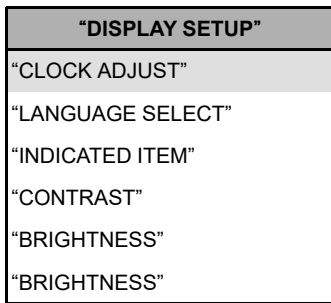 “DISPLAY SETUP”
“CLOCK ADJUST”
“LANGUAGE SELECT”
“INDICATED ITEM”
“CONTRAST”
“BRIGHTNESS”
“BRIGHTNESS”